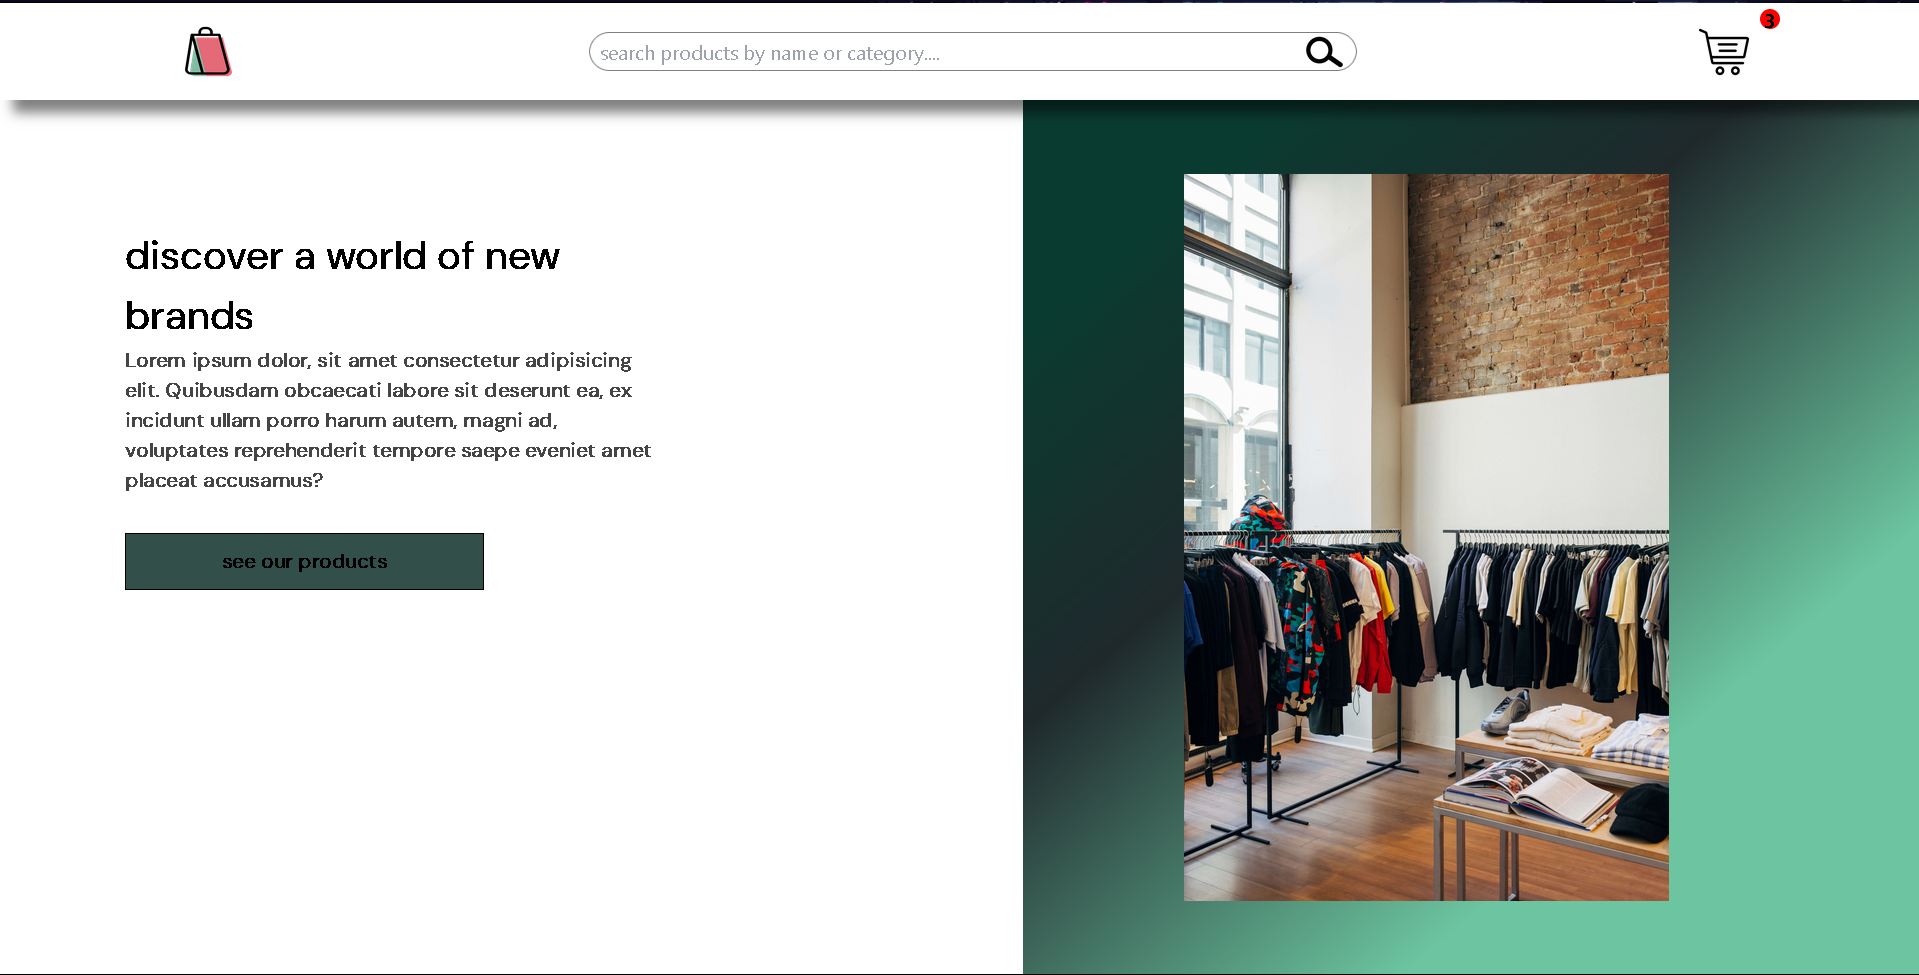 search products by name or category....
3
discover a world of new
brands
Lorem ipsum dolor, sit amet consectetur adipisicing
elit. Quibusdam obcaecati labore sit deserunt ea, ex
incidunt ullam porro harum autem, magni ad,
voluptates reprehenderit tempore saepe eveniet amet
placeat accusamus?
see our products